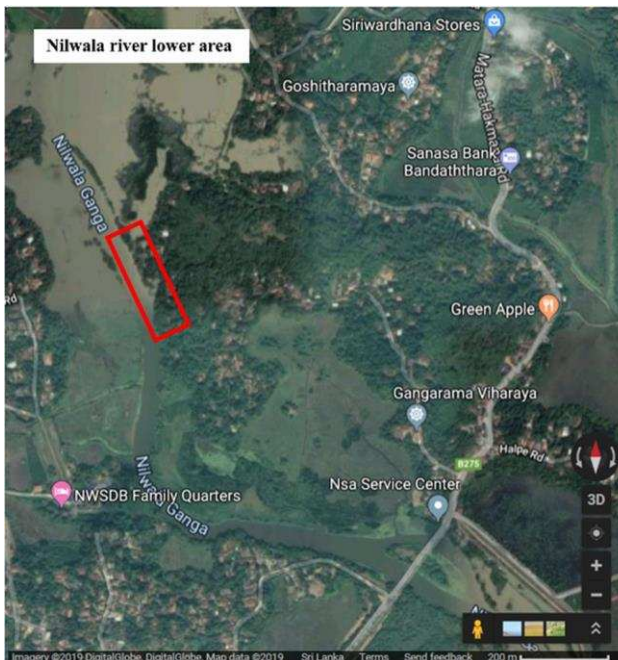 Nilwala river lower area
Siriwardhana Stores
Goshitharamaya
Matara-Hakmana Rd
Nilwala Ganga
Sanasa Bank
Bandaththara
Rd
Green Apple
Gangarama Viharaya
B275
Halpe Rd
Nsa Service Center
NWSDB Family Quarters
Nilwala Ganga
3D
+
−
Imagery ©2019 DigitalGlobe, DigitalGlobe, Map data ©2019 Sri Lanka Terms Send feedback 200 m